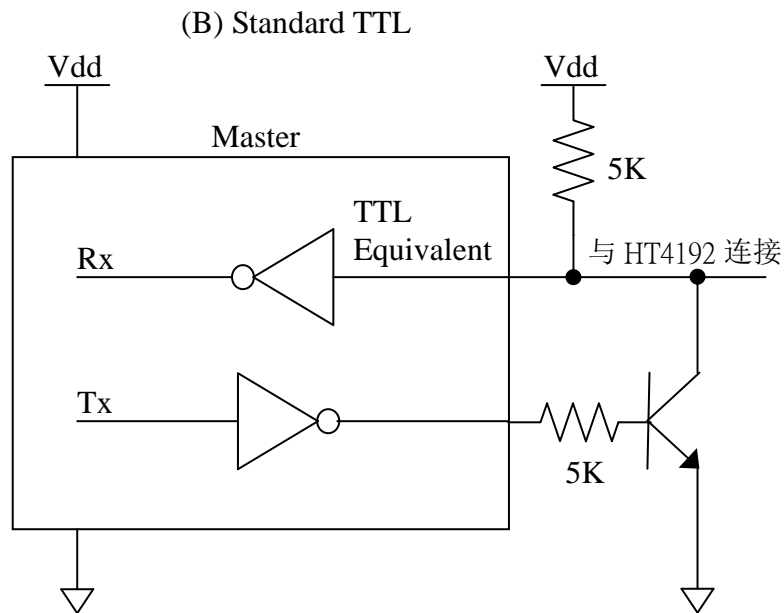 (B) Standard TTL
Vdd
Vdd
Master
5K
TTL
Equivalent
Rx
与 HT4192 连接
Tx
5K